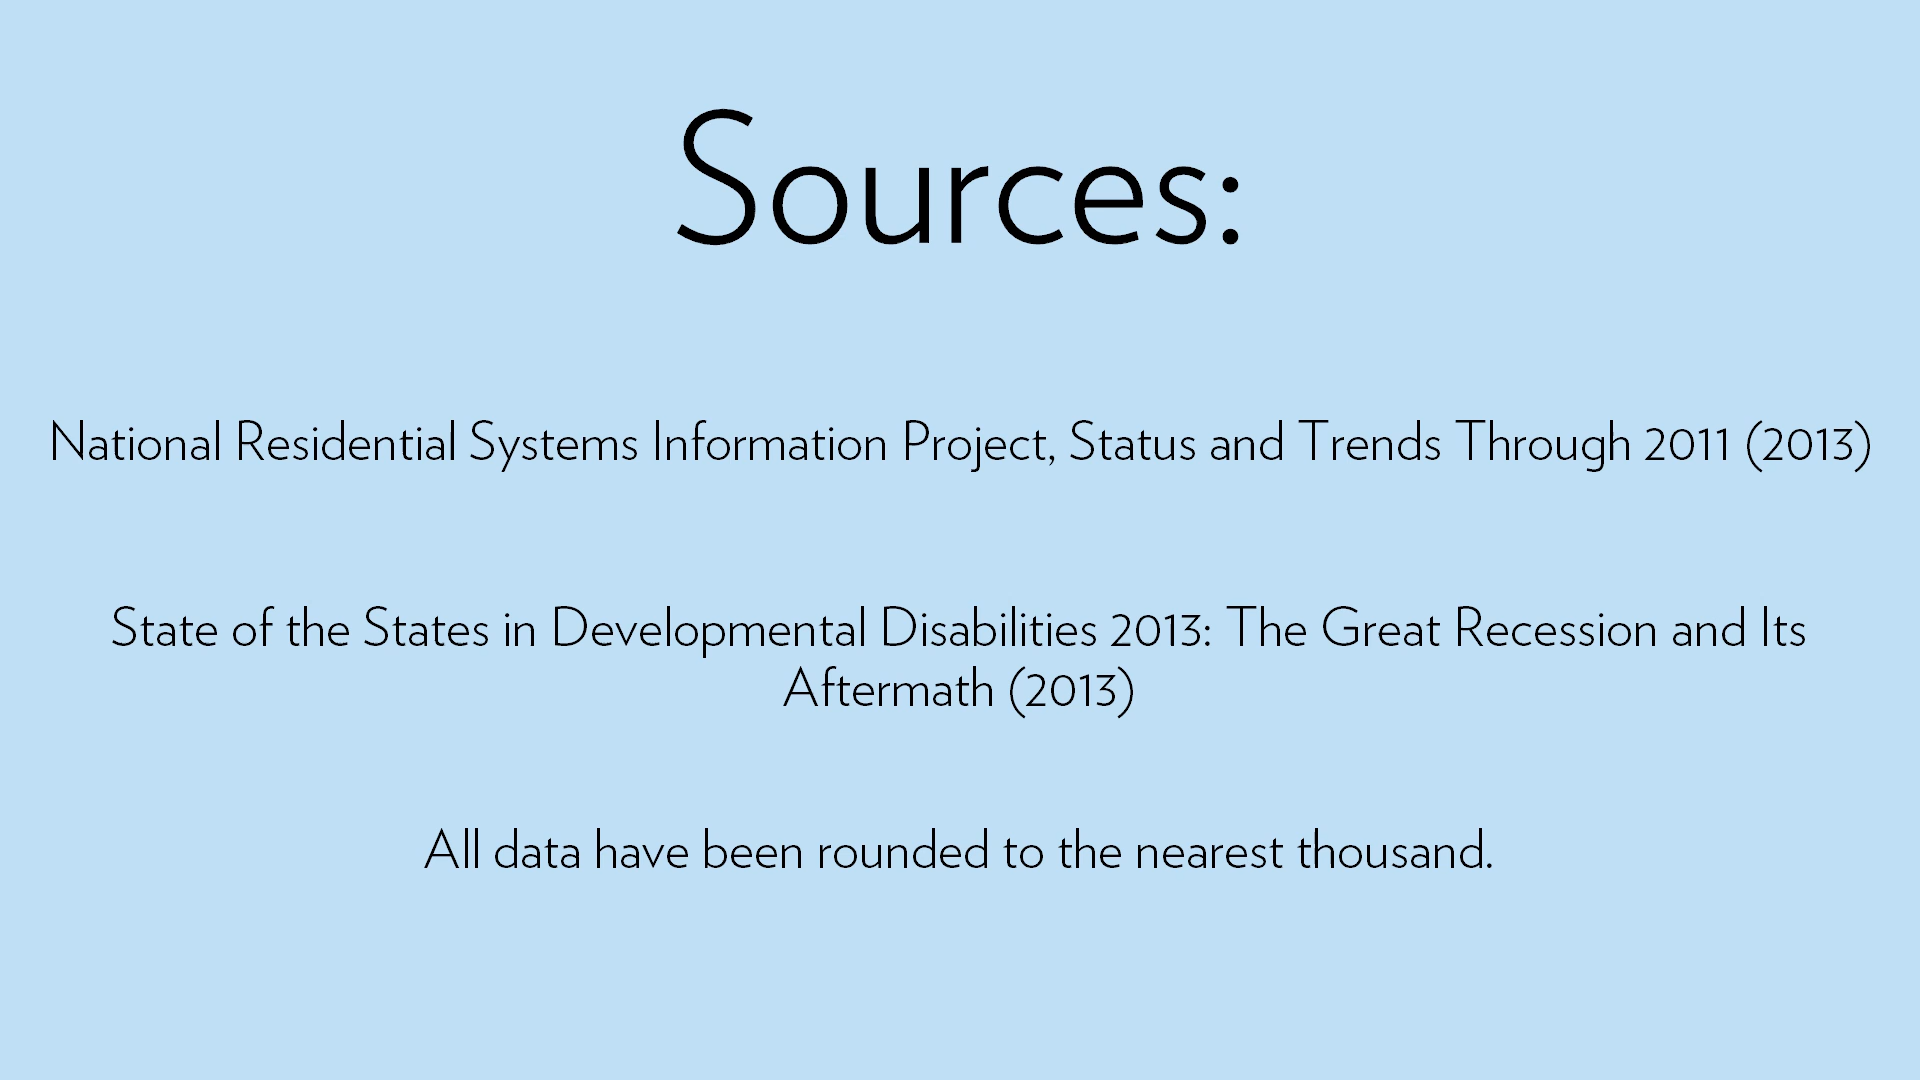 Sources:
National Residential Systems Information Project, Status and Trends Through 2011 (2013)
State of the States in Developmental Disabilities 2013: The Great Recession and Its
Aftermath (2013)
All data have been rounded to the nearest thousand.